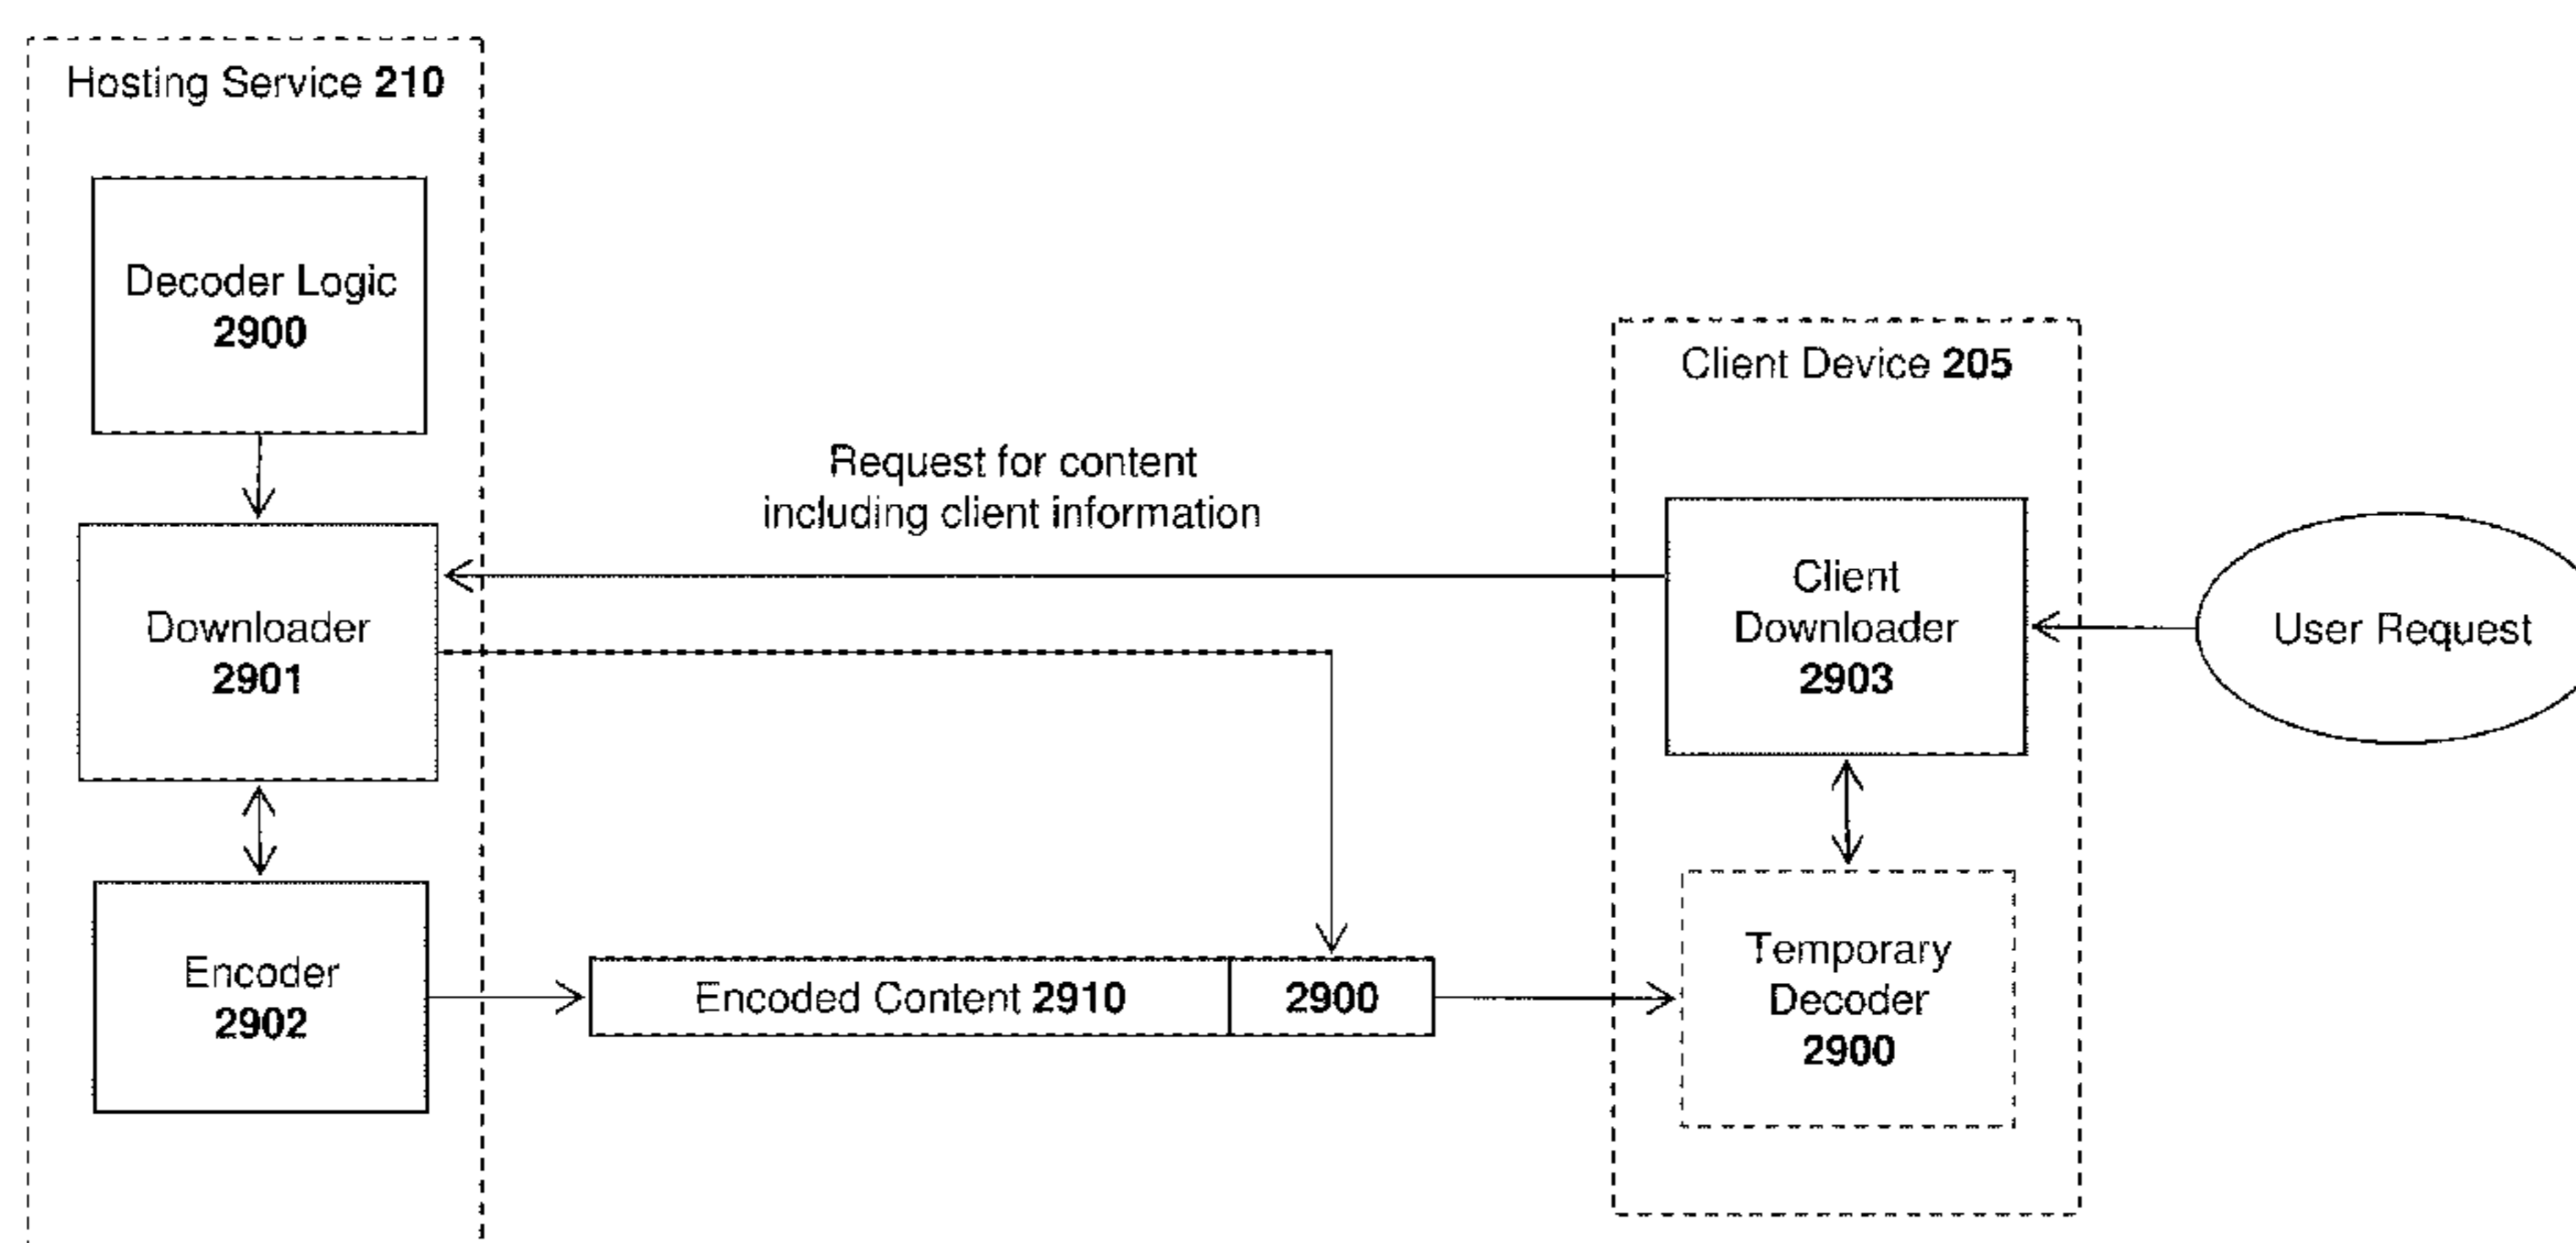 Hosting Service 210
Decoder Logic
2900
Downloader
2901
Encoder
2902
Request for content
including client information
Encoded Content 2910
2900
Client Device 205
Client
Downloader
2903
Temporary
Decoder
2900
User Request